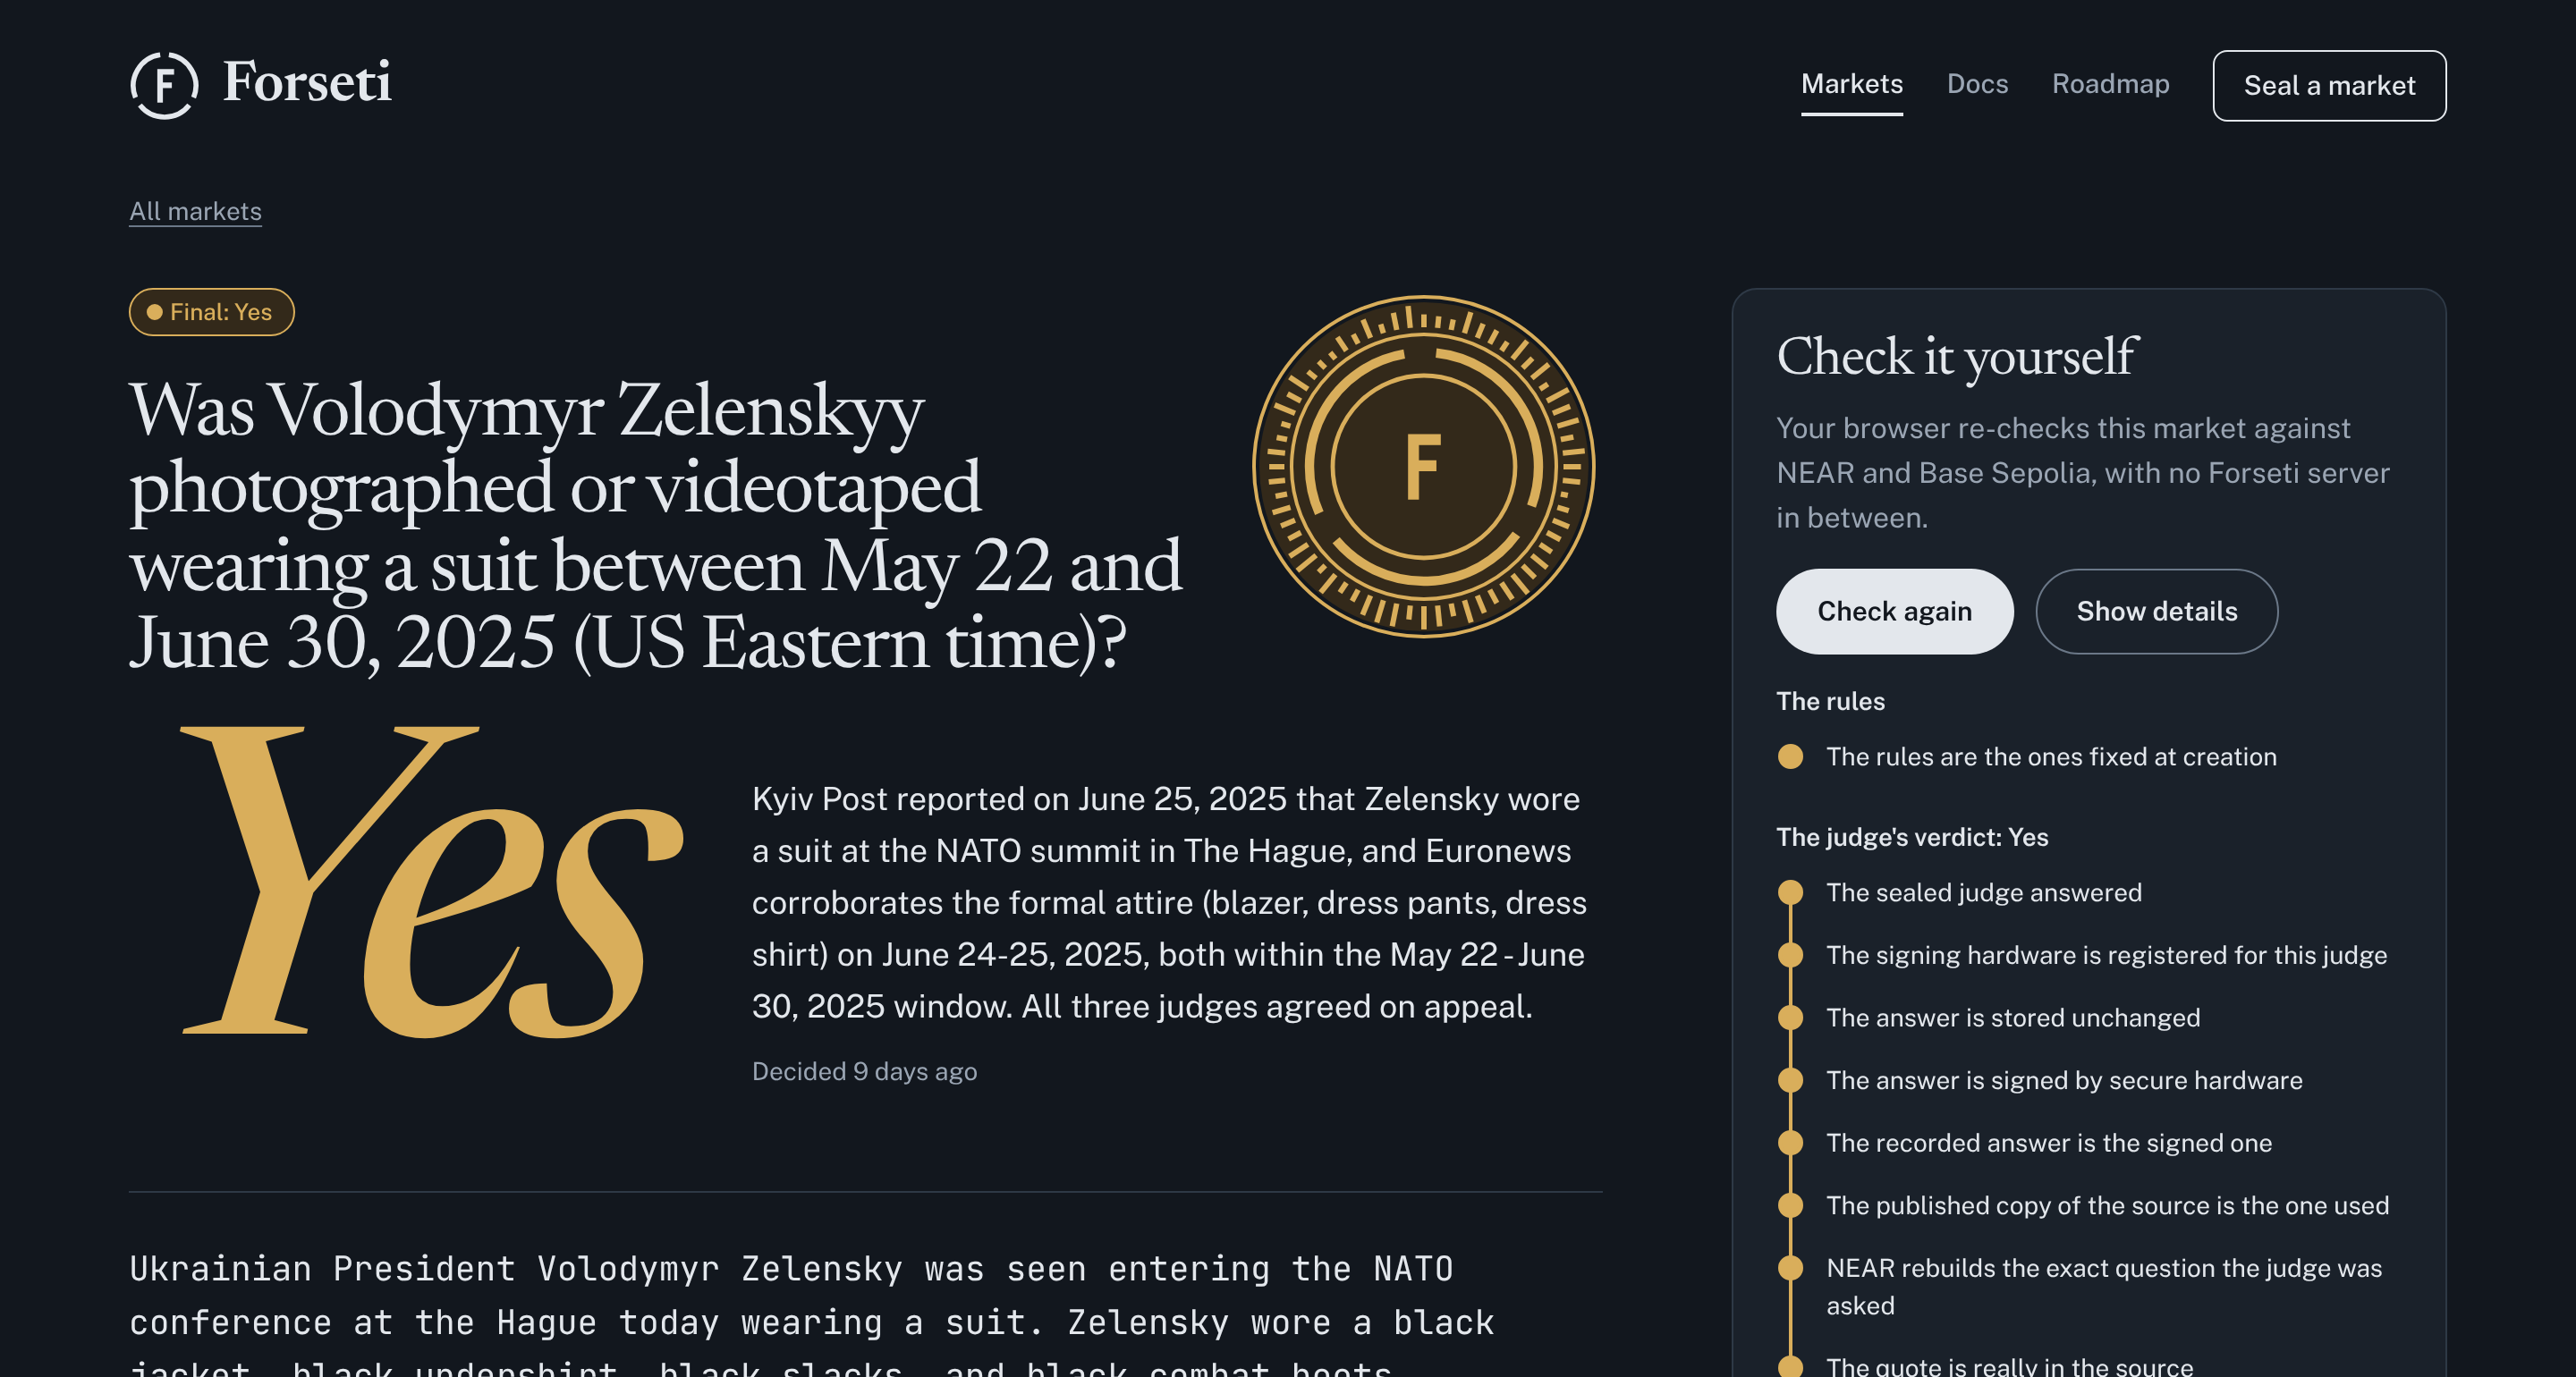 F Forseti
Markets Docs Roadmap Seal a market
All markets
Final: Yes
Was Volodymyr Zelenskyy
photographed or videotaped
wearing a suit between May 22 and
June 30, 2025 (US Eastern time)?
F
Yes
Kyiv Post reported on June 25, 2025 that Zelensky wore
a suit at the NATO summit in The Hague, and Euronews
corroborates the formal attire (blazer, dress pants, dress
shirt) on June 24-25, 2025, both within the May 22 - June
30, 2025 window. All three judges agreed on appeal.
Decided 9 days ago
Ukrainian President Volodymyr Zelensky was seen entering the NATO
conference at the Hague today wearing a suit. Zelensky wore a black
jacket, black undershirt, black slacks, and black combat boots
Check it yourself
Your browser re-checks this market against
NEAR and Base Sepolia, with no Forseti server
in between.
Check again Show details
The rules
The rules are the ones fixed at creation
The judge's verdict: Yes
The sealed judge answered
The signing hardware is registered for this judge
The answer is stored unchanged
The answer is signed by secure hardware
The recorded answer is the signed one
The published copy of the source is the one used
NEAR rebuilds the exact question the judge was
asked
The quote is really in the source